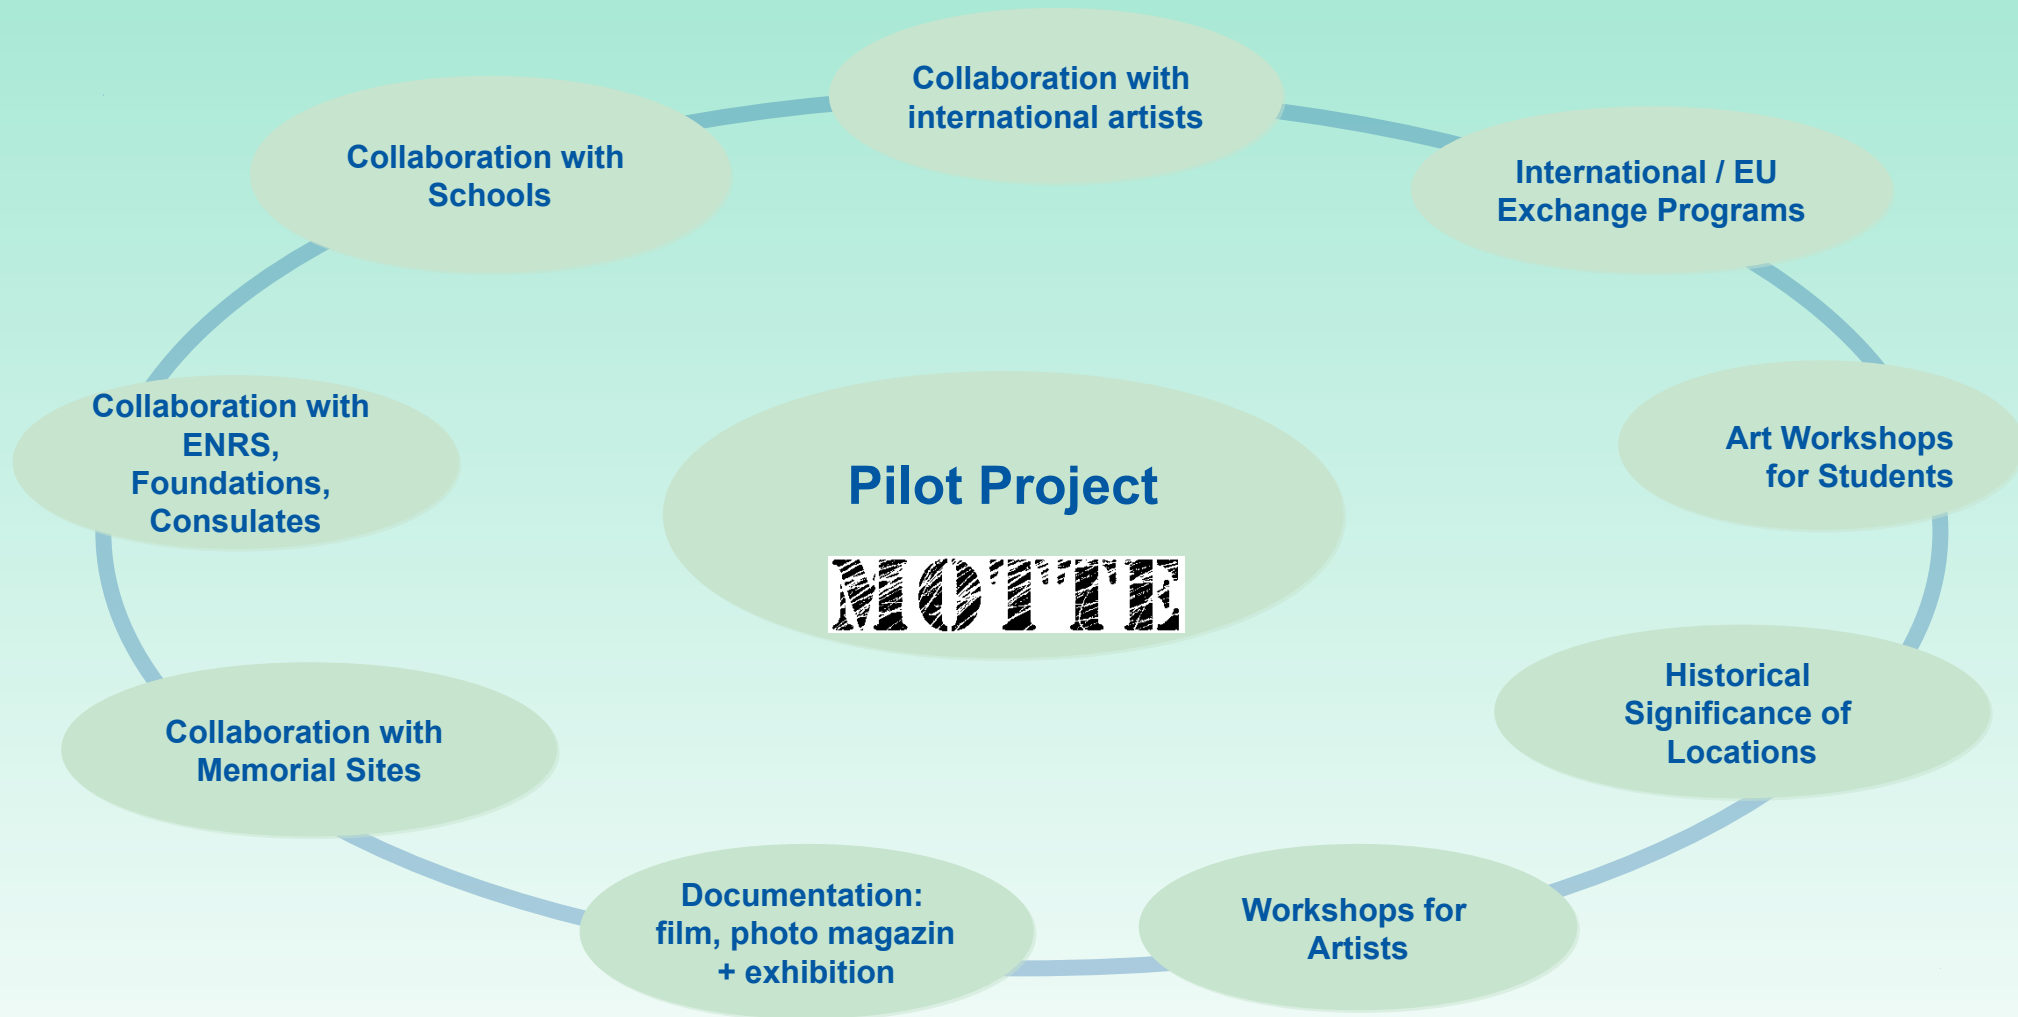 Collaboration with
international artists
Collaboration with
Schools
International / EU
Exchange Programs
Collaboration with
ENRS,
Foundations,
Consulates
Pilot Project
MOTTE
Art Workshops
for Students
Collaboration with
Memorial Sites
Historical
Significance of
Locations
Documentation:
film, photo magazin
+ exhibition
Workshops for
Artists